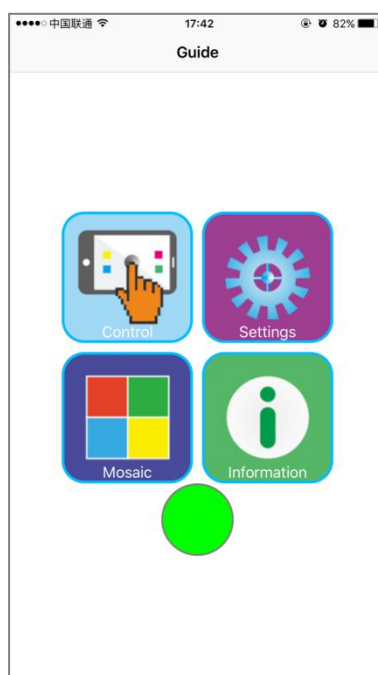 中国联通 17:42 82%
Guide
Control Settings
Mosaic Information